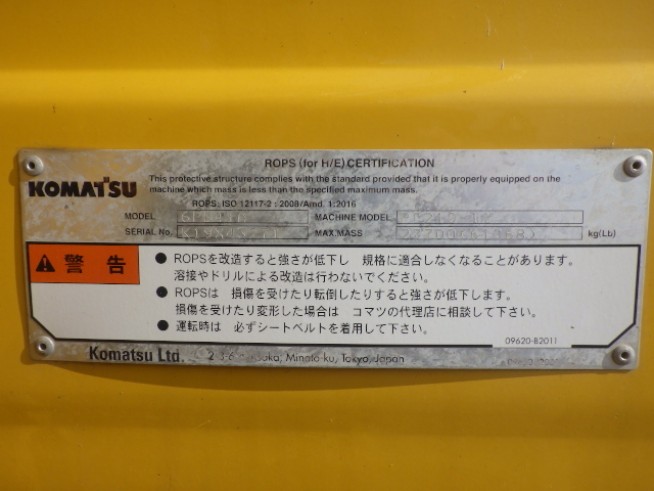 ROPS (for H/E) CERTIFICATION
KOMATSU
This protective structure complies with the standard provided that it is properly equipped on the
machine which mass is less than the specified maximum mass.
ROPS, ISO 12117-2 : 2008/Amd. 1:2016
MODEL MACHINE MODEL
SERIAL No. MAX.MASS kg(Lb)
警告
● ROPSを改造すると強さが低下し 規格に適合しなくなることがあります。
溶接やドリルによる改造は行わないでください。
● ROPSは 損傷を受けたり転倒したりすると強さが低下します。
損傷を受けたり変形した場合は コマツの代理店に相談して下さい。
● 運転時は 必ずシートベルトを着用して下さい。
09620-B2011
Komatsu Ltd. Minato-ku, Tokyo, Japan